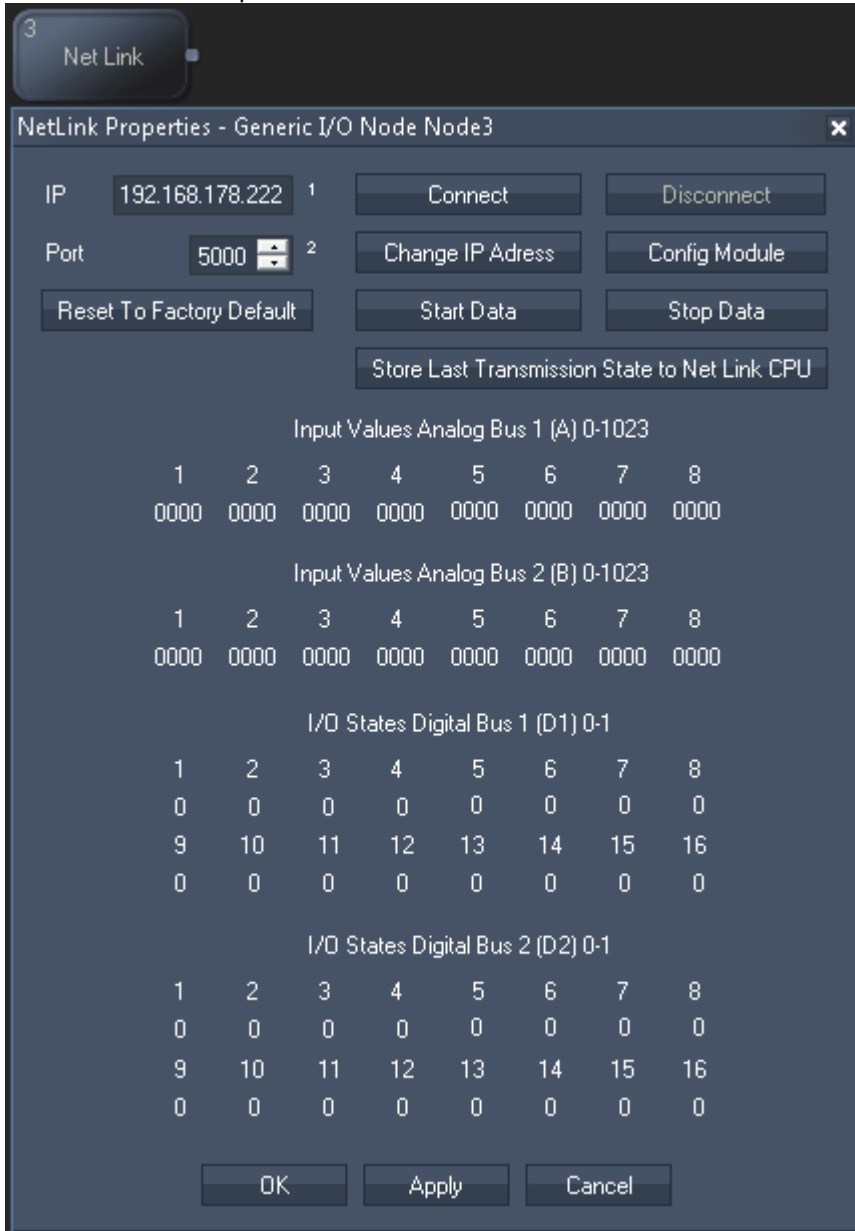 3
Net Link
NetLink Properties - Generic I/O Node Node3
IP 192.168.178.222 1 Connect Disconnect
Port 5000 2 Change IP Adress Config Module
Reset To Factory Default Start Data Stop Data
Store Last Transmission State to Net Link CPU
Input Values Analog Bus 1 (A) 0-1023
1 2 3 4 5 6 7 8
0000 0000 0000 0000 0000 0000 0000 0000
Input Values Analog Bus 2 (B) 0-1023
1 2 3 4 5 6 7 8
0000 0000 0000 0000 0000 0000 0000 0000
I/O States Digital Bus 1 (D1) 0-1
1 2 3 4 5 6 7 8
0 0 0 0 0 0 0 0
9 10 11 12 13 14 15 16
0 0 0 0 0 0 0 0
I/O States Digital Bus 2 (D2) 0-1
1 2 3 4 5 6 7 8
0 0 0 0 0 0 0 0
9 10 11 12 13 14 15 16
0 0 0 0 0 0 0 0
OK Apply Cancel